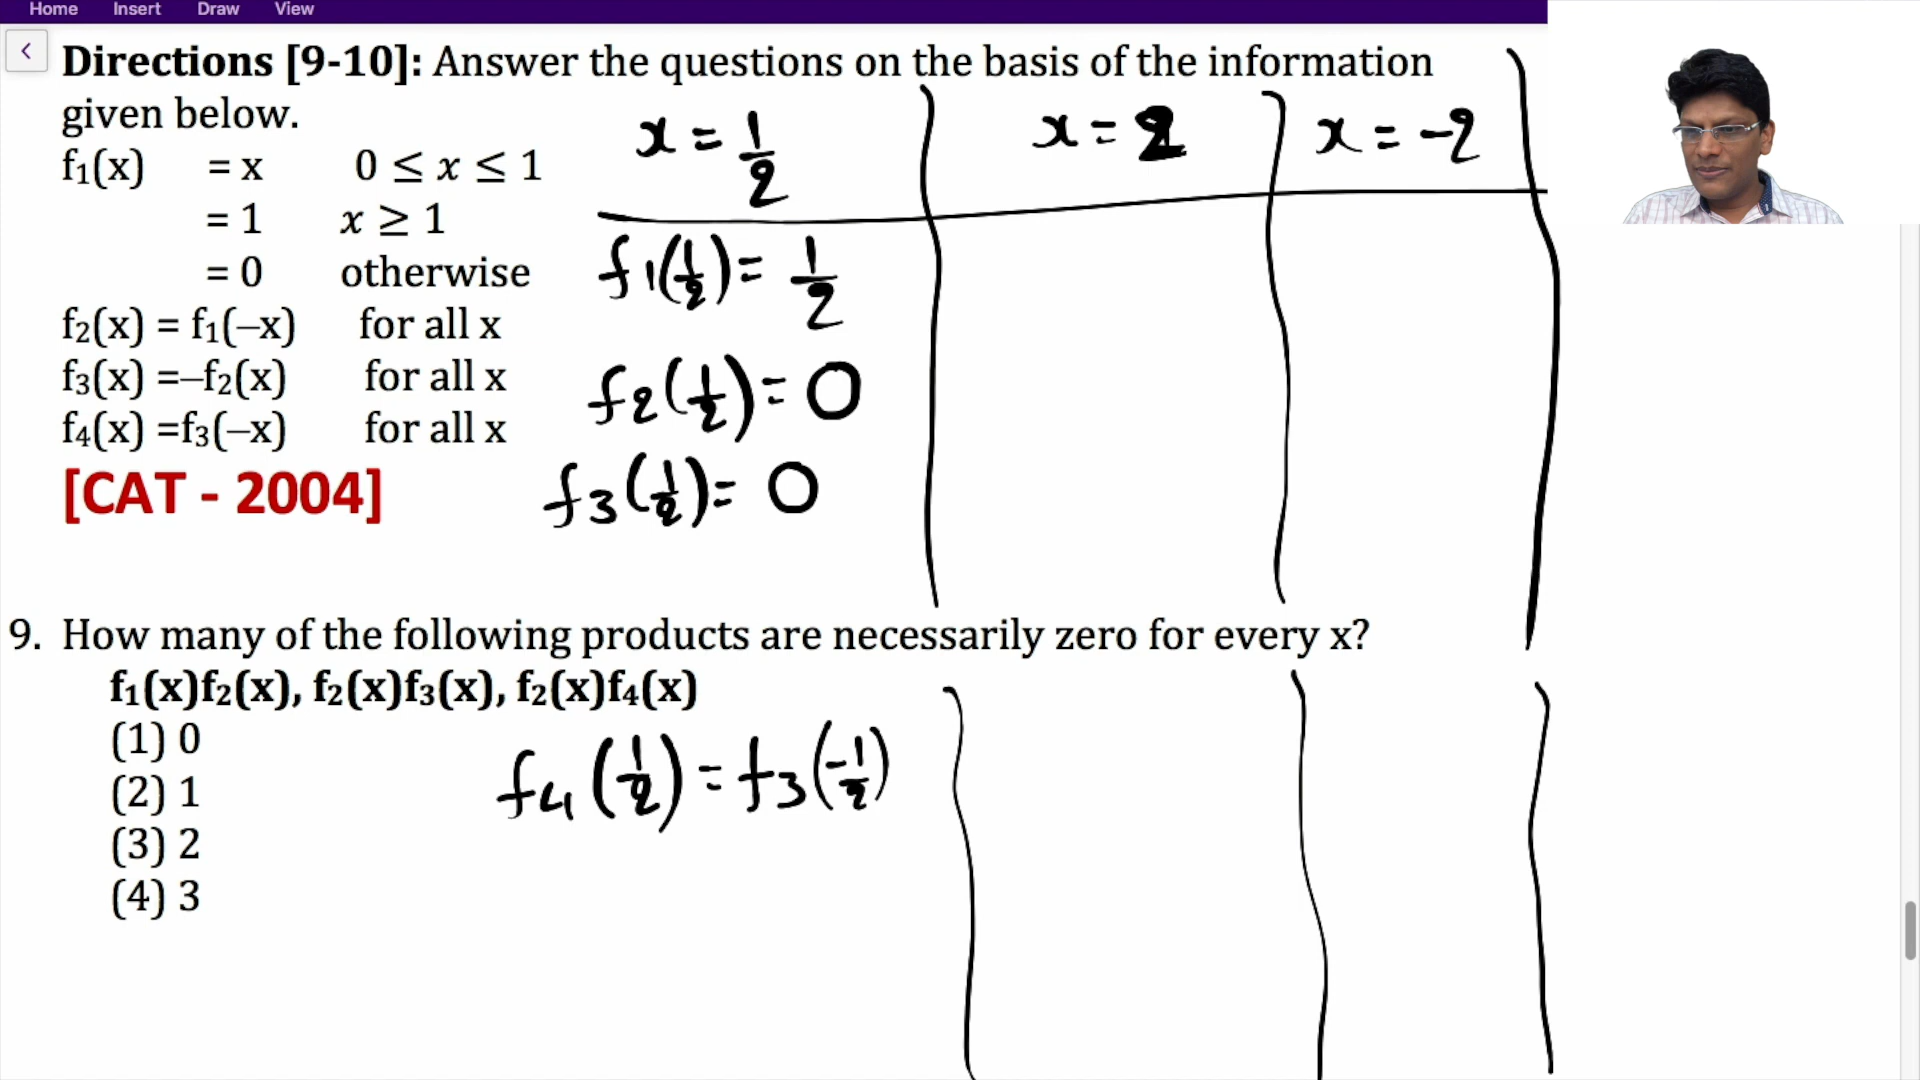 Home Insert Draw View
Directions [9-10]: Answer the questions on the basis of the information
given below.
f₁(x) = x 0 ≤ x ≤ 1
= 1 x ≥ 1
= 0 otherwise
f₂(x) = f₁(–x) for all x
f₃(x) =–f₂(x) for all x
f₄(x) =f₃(–x) for all x
[CAT - 2004]
x = 1/2
x = 2
x = -2
f1(1/2) = 1/2
f2(1/2) = 0
f3(1/2) = 0
9. How many of the following products are necessarily zero for every x?
f₁(x)f₂(x), f₂(x)f₃(x), f₂(x)f₄(x)
(1) 0
(2) 1
(3) 2
(4) 3
f4(1/2) = f3(-1/2)